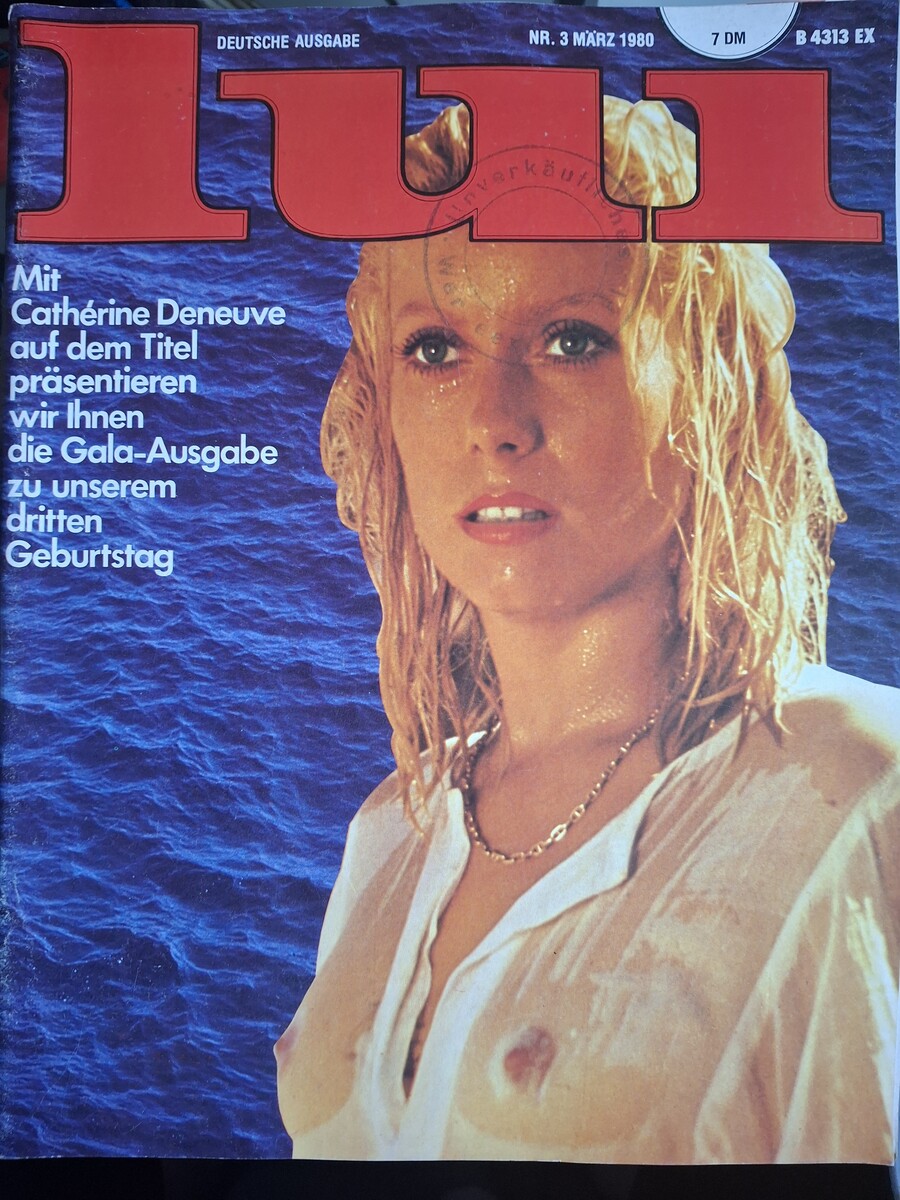 DEUTSCHE AUSGABE
NR. 3 MÄRZ 1980
7 DM
B 4313 EX
lui
Unverkäufliches
Mit
Cathérine Deneuve
auf dem Titel
präsentieren
wir Ihnen
die Gala-Ausgabe
zu unserem
dritten
Geburtstag